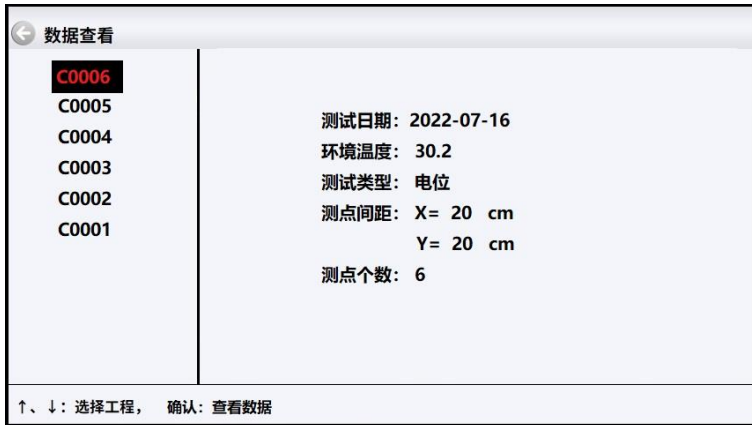 数据查看
C0006
C0005
C0004
C0003
C0002
C0001
测试日期：2022-07-16
环境温度： 30.2
测试类型： 电位
测点间距： X= 20 cm
Y= 20 cm
测点个数： 6
↑、↓：选择工程， 确认：查看数据